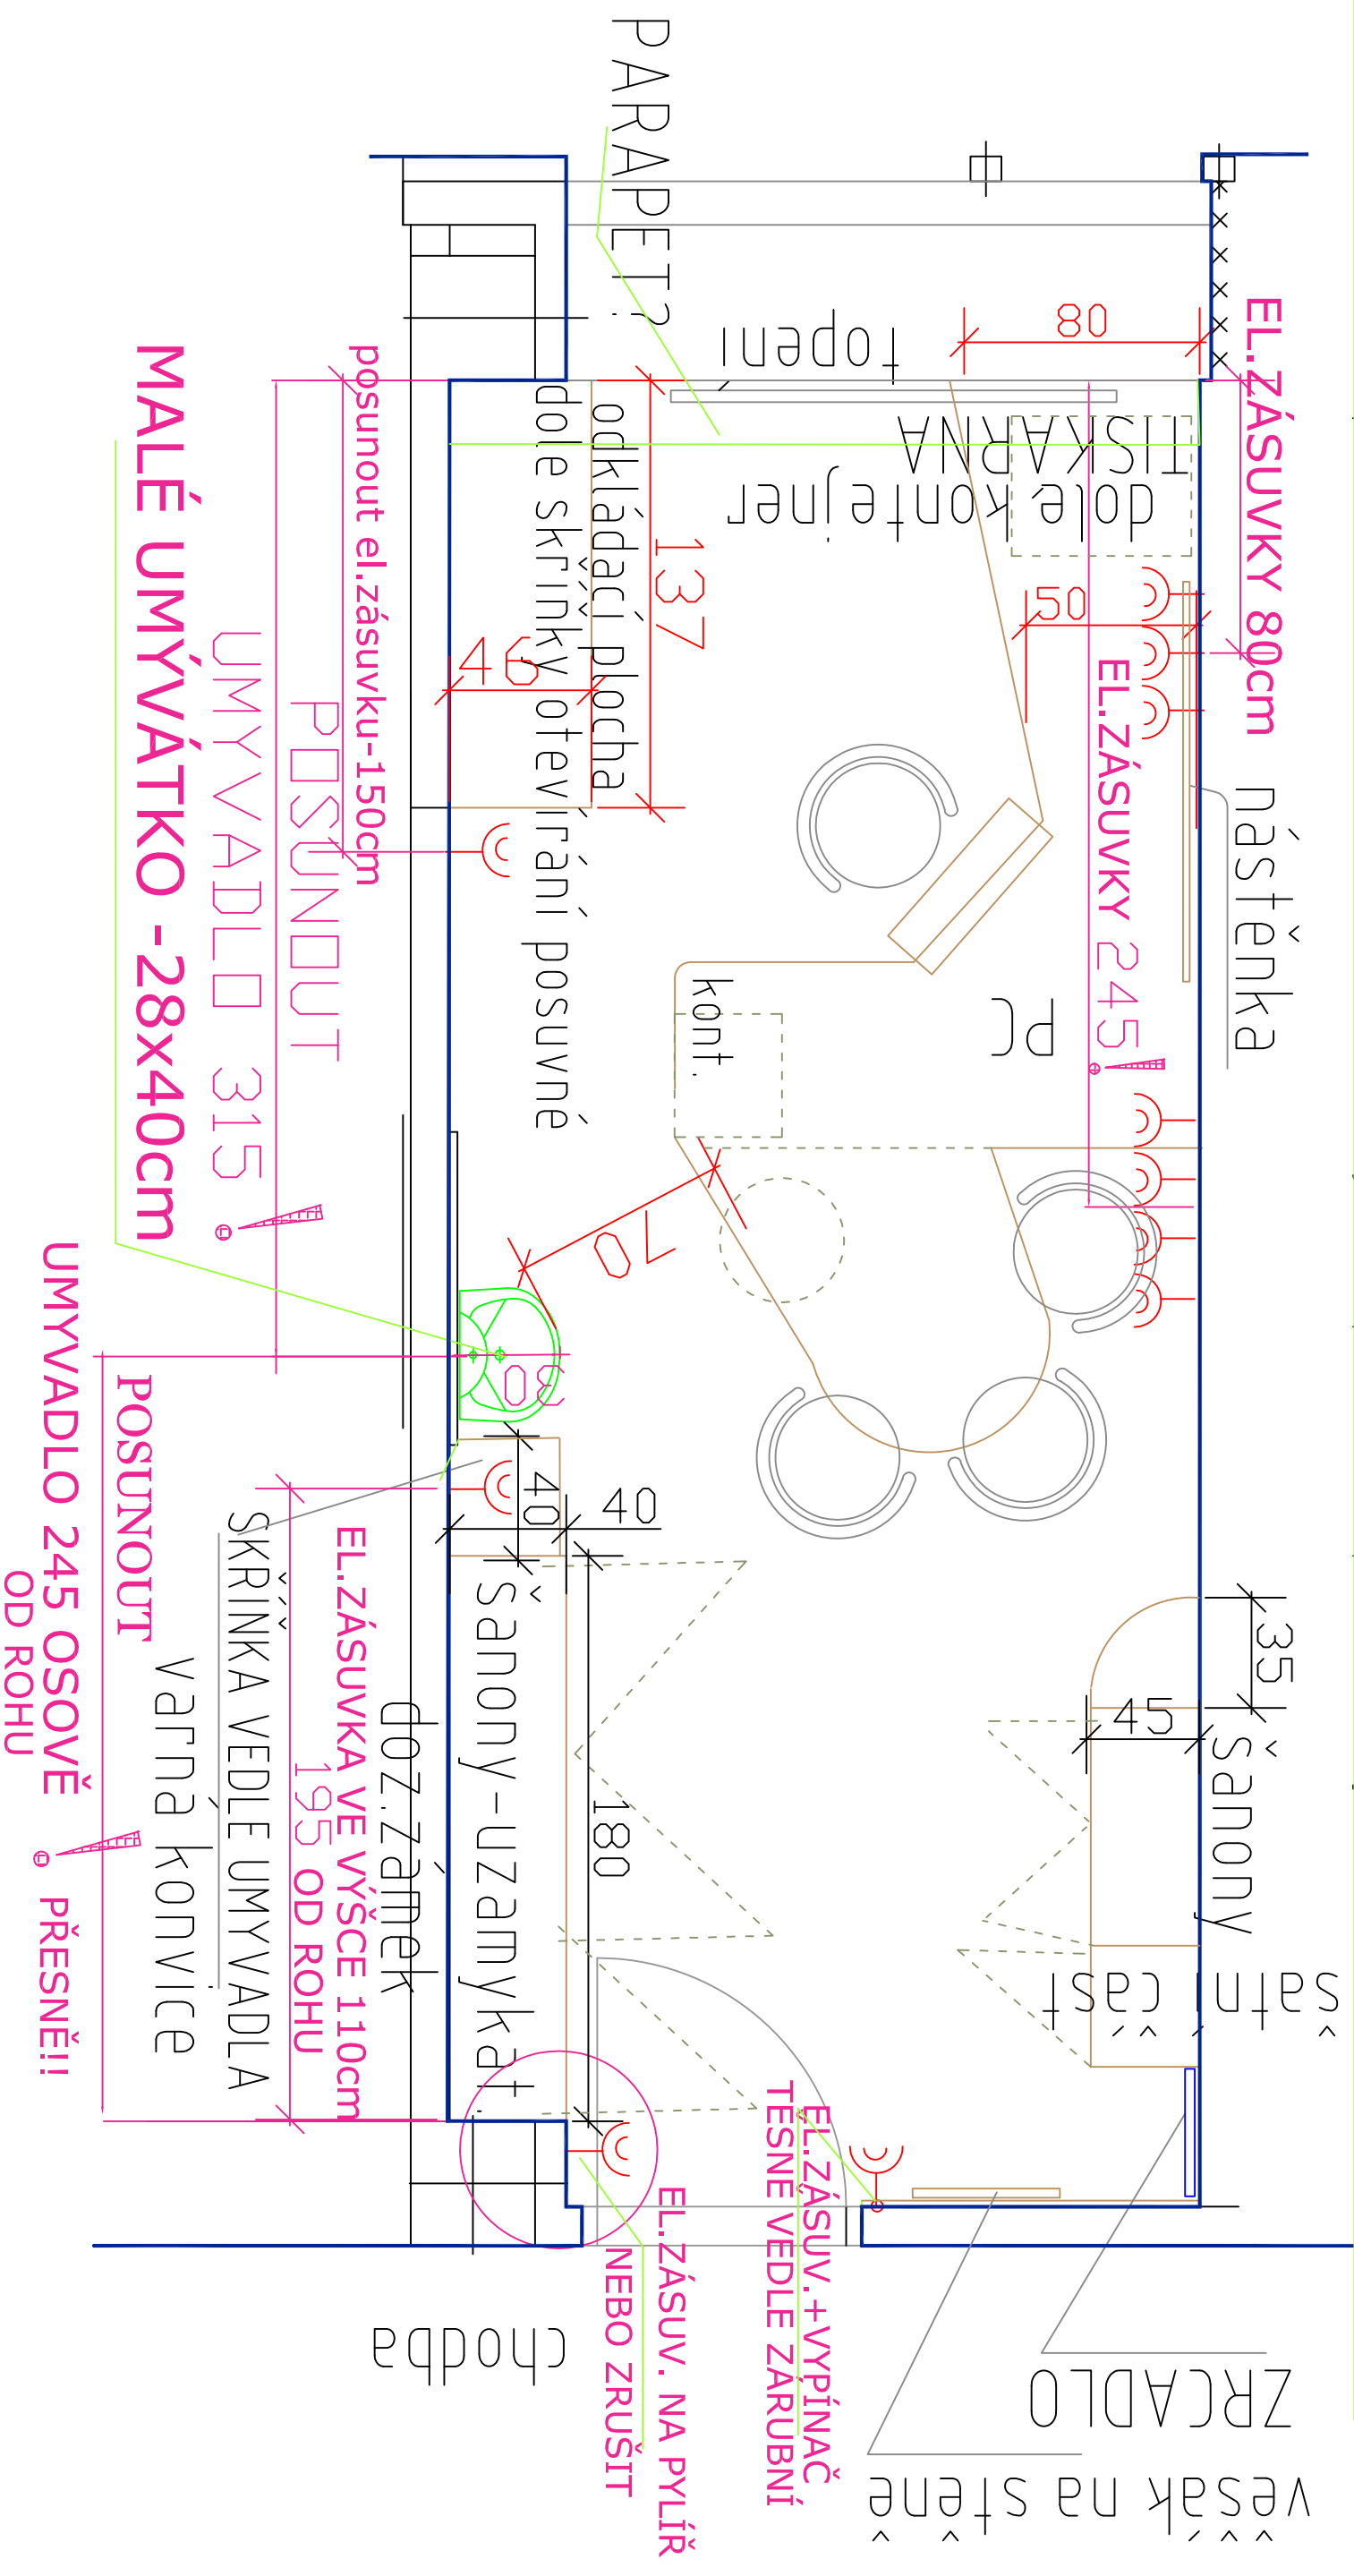 PARAPET?
topení
80
EL.ZÁSUVKY 80cm
TISKÁRNA
dole kontejner
odkládací plocha
dole skříňky otevírání posuvné
137
46
50
posunout el.zásuvku-150cm
POSUNOUT
UMYVADLO 315
MALÉ UMÝVÁTKO -28x40cm
EL.ZÁSUVKY 245
nástěnka
PC
kont.
70
80
40
40
POSUNOUT
UMYVADLO 245 OSOVĚ
OD ROHU
PŘESNĚ!!
SKŘÍŇKA VEDLE UMYVADLA
varná konvice
EL.ZÁSUVKA VE VÝŠCE 110cm
195 OD ROHU
doz.zámek
šanony-uzamykat.
180
35
45
šanony
šatní část
EL.ZÁSUV.+VYPÍNAČ
TĚSNĚ VEDLE ZÁRUBNÍ
EL.ZÁSUV. NA PYLÍŘ
NEBO ZRUŠIT
chodba
ZRCADLO
věšák na stěně